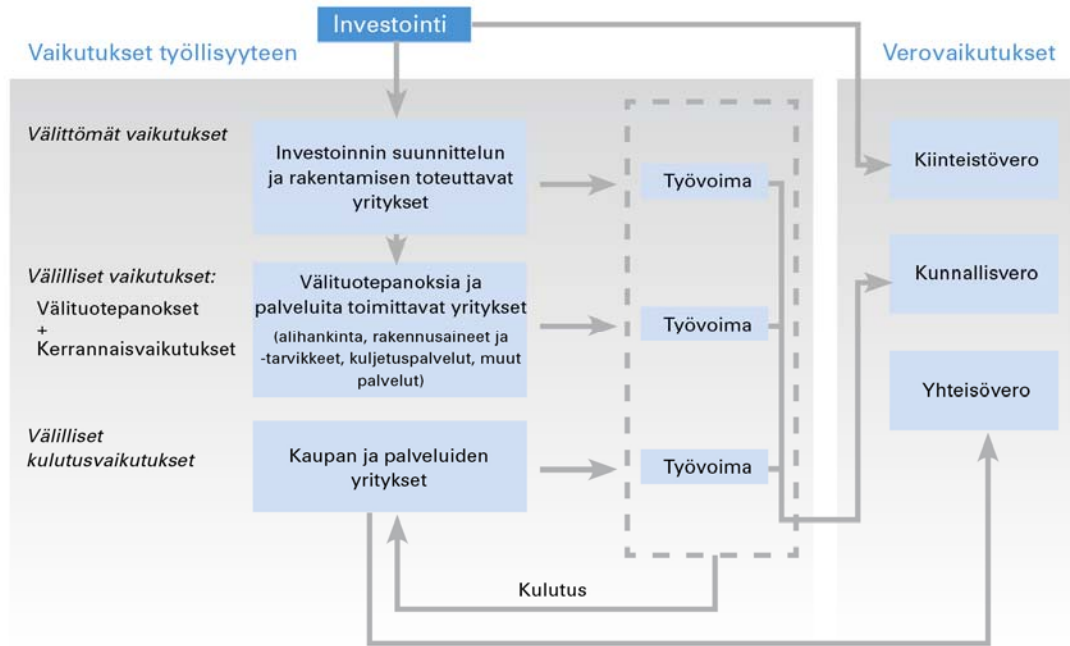 Investointi
Vaikutukset työllisyyteen
Verovaikutukset
Välittömät vaikutukset
Investoinnin suunnittelun
ja rakentamisen toteuttavat
yritykset
Työvoima
Kiinteistövero
Välilliset vaikutukset:
Välituotepanokset
+
Kerrannaisvaikutukset
Välituotepanoksia ja
palveluita toimittavat yritykset
(alihankinta, rakennusaineet ja
-tarvikkeet, kuljetuspalvelut, muut
palvelut)
Työvoima
Kunnallisvero
Yhteisövero
Välilliset
kulutusvaikutukset
Kaupan ja palveluiden
yritykset
Työvoima
Kulutus